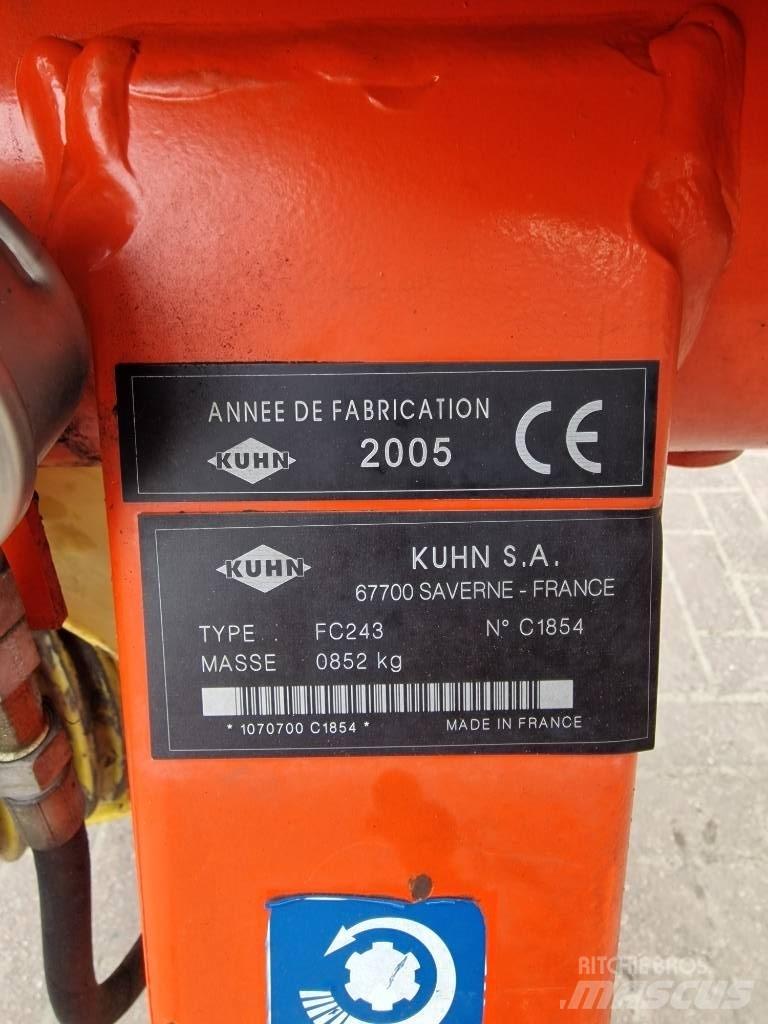 ANNEE DE FABRICATION
KUHN 2005 CE
KUHN KUHN S.A.
67700 SAVERNE - FRANCE
TYPE FC243 N° C1854
MASSE 0852 kg
* 1070700 C1854 * MADE IN FRANCE
RITCHIE BROS.
mascus